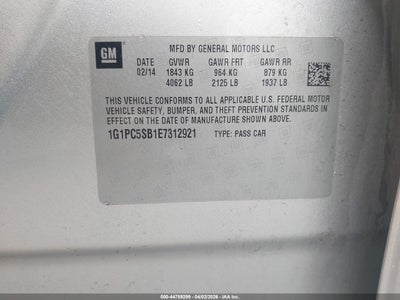 GM
MFD BY GENERAL MOTORS LLC
DATE GVWR GAWR FRT GAWR RR
02/14 1843 KG 964 KG 879 KG
4062 LB 2125 LB 1937 LB
THIS VEHICLE CONFORMS TO ALL APPLICABLE U.S. FEDERAL MOTOR
VEHICLE SAFETY, BUMPER, AND THEFT PREVENTION STANDARDS IN
EFFECT ON THE DATE OF MANUFACTURE SHOWN ABOVE.
1G1PC5SB1E7312921 TYPE: PASS CAR
000-44759299 - 04/02/2026 - IAA, Inc.